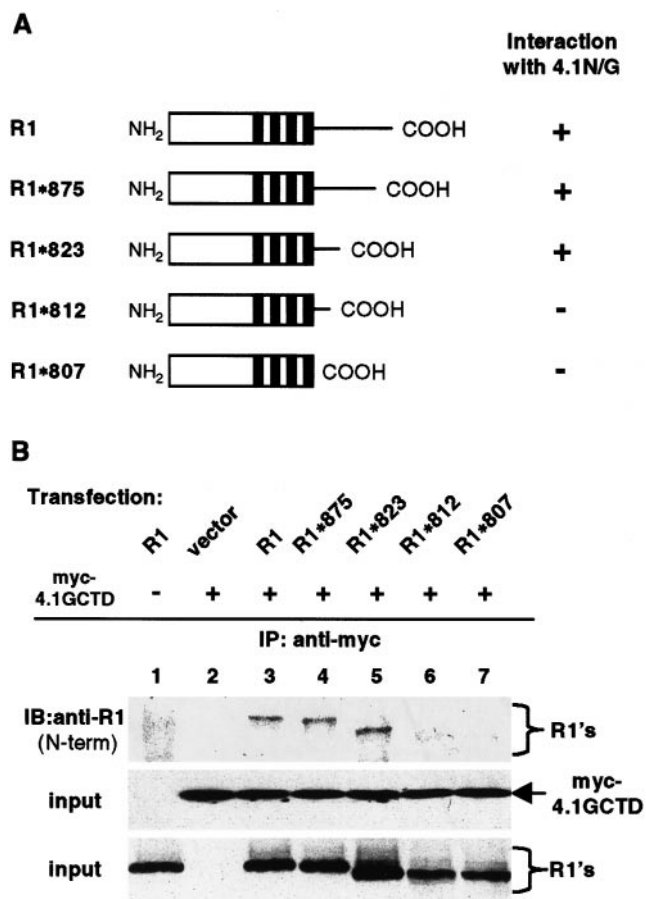 A
Interaction
with 4.1N/G
R1 NH2 COOH +
R1*875 NH2 COOH +
R1*823 NH2 COOH +
R1*812 NH2 COOH -
R1*807 NH2 COOH -
B
Transfection: R1 vector R1 R1*875 R1*823 R1*812 R1*807
myc-
4.1GCTD - + + + + + +
IP: anti-myc
1 2 3 4 5 6 7
IB:anti-R1
(N-term)
R1's
input
myc-
4.1GCTD
input
R1's